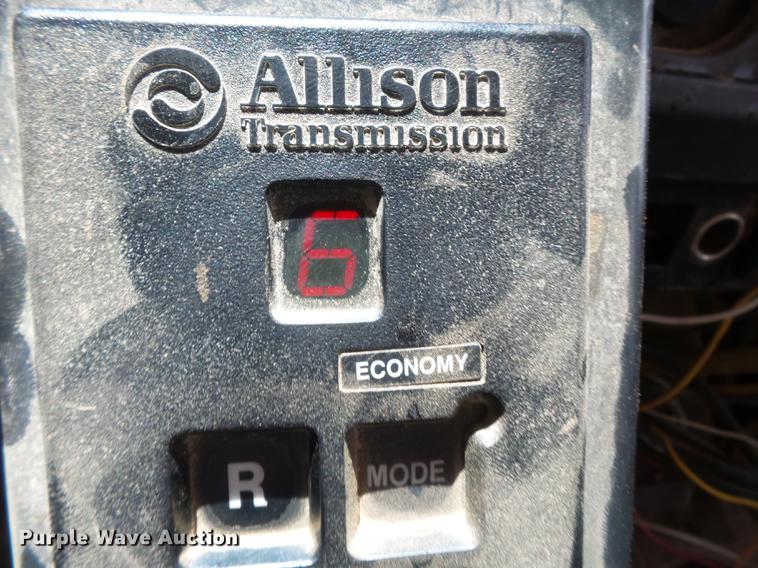 Allison
Transmission
6
ECONOMY
R
MODE
Purple Wave Auction